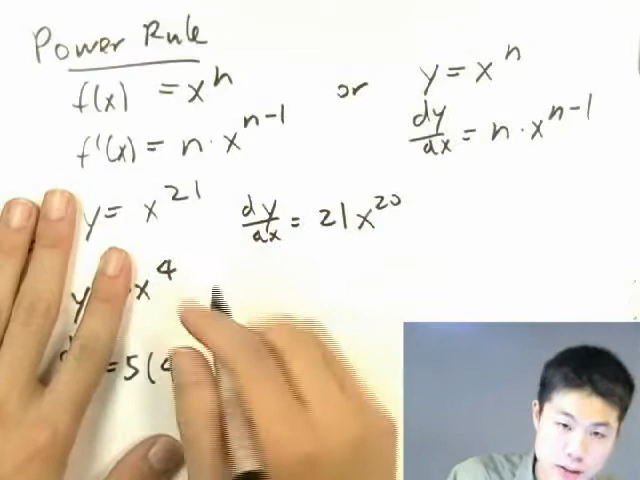 Power Rule
f(x) = x^n or y = x^n
f'(x) = n · x^{n-1} dy/dx = n · x^{n-1}
y = x^{21} dy/dx = 21x^{20}
y x^4
= 5(4